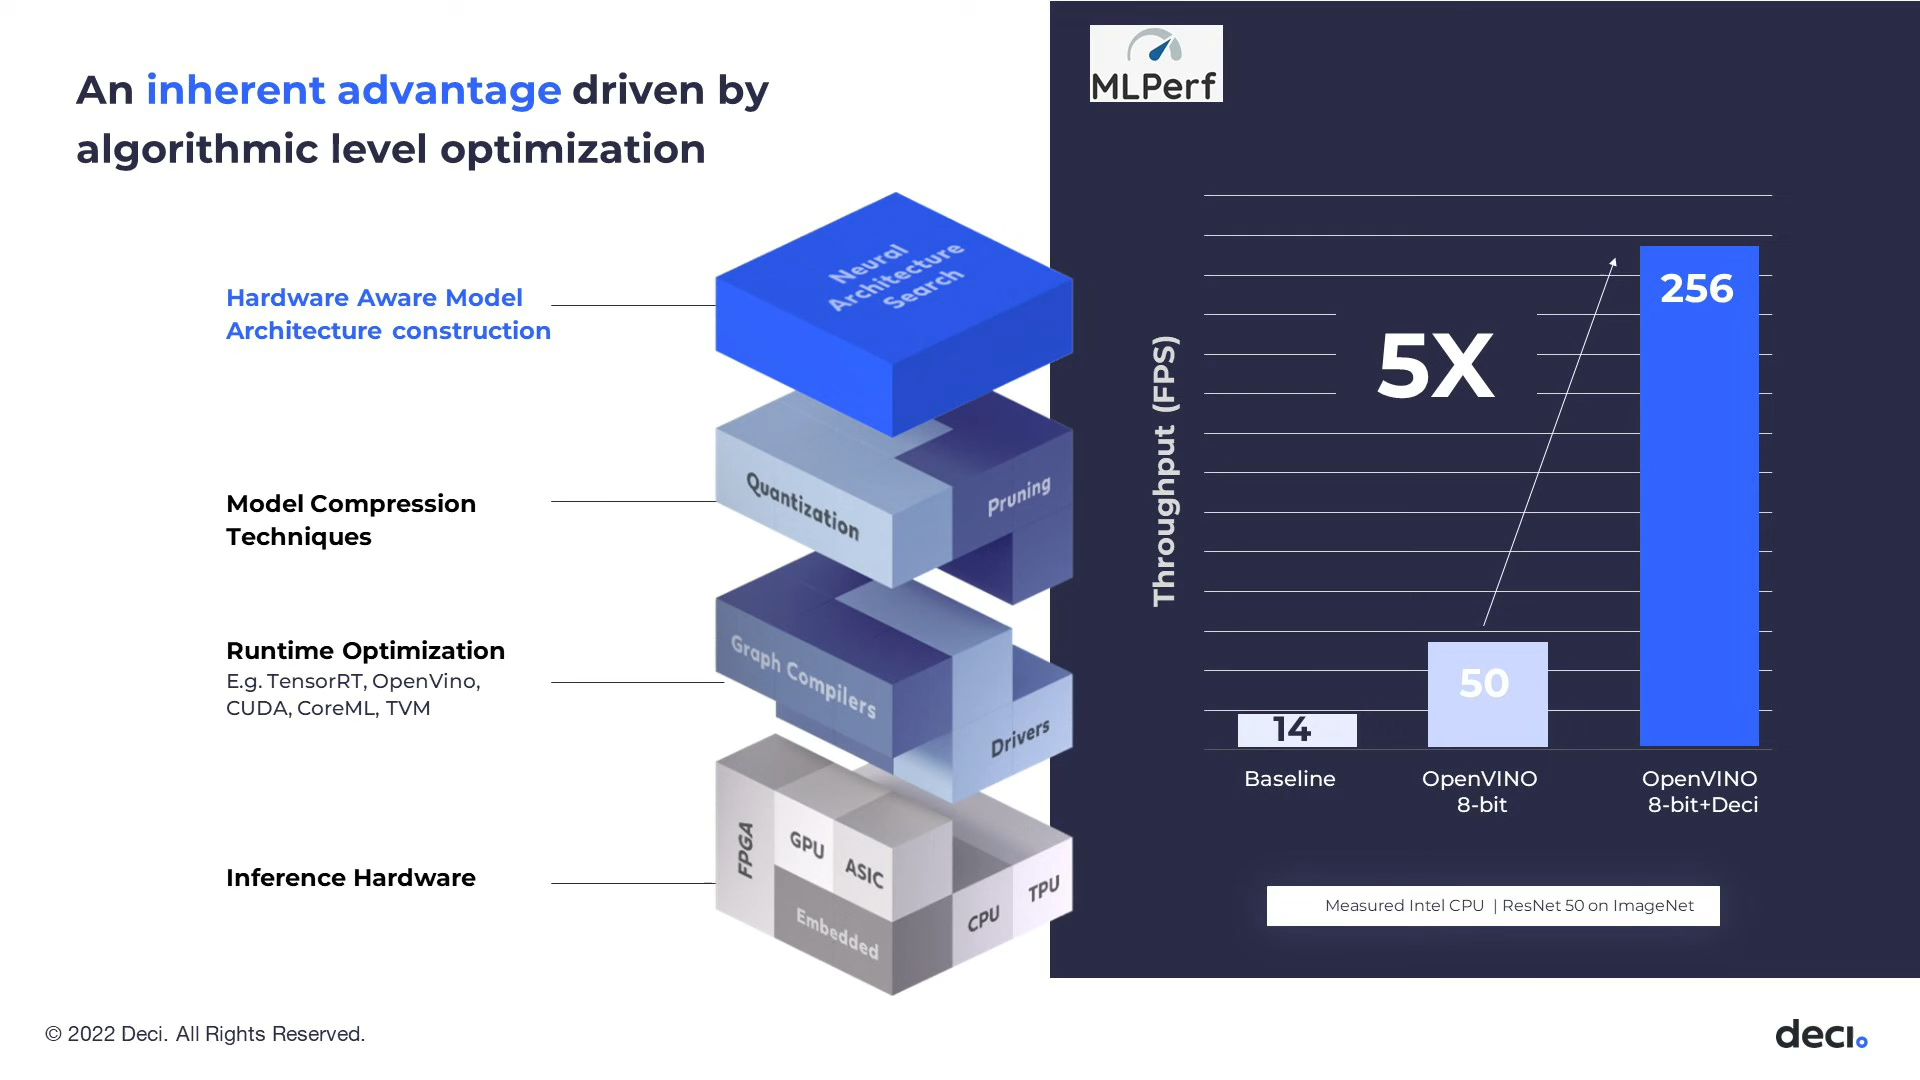 An inherent advantage driven by
algorithmic level optimization
Hardware Aware Model
Architecture construction
Model Compression
Techniques
Runtime Optimization
E.g. TensorRT, OpenVino,
CUDA, CoreML, TVM
Inference Hardware
Neural
Architecture
Search
Quantization
Pruning
Graph Compilers
Drivers
FPGA
GPU
ASIC
Embedded
CPU
TPU
MLPerf
Throughput (FPS)
5X
256
50
14
Baseline
OpenVINO
8-bit
OpenVINO
8-bit+Deci
Measured Intel CPU | ResNet 50 on ImageNet
© 2022 Deci. All Rights Reserved.
deci.